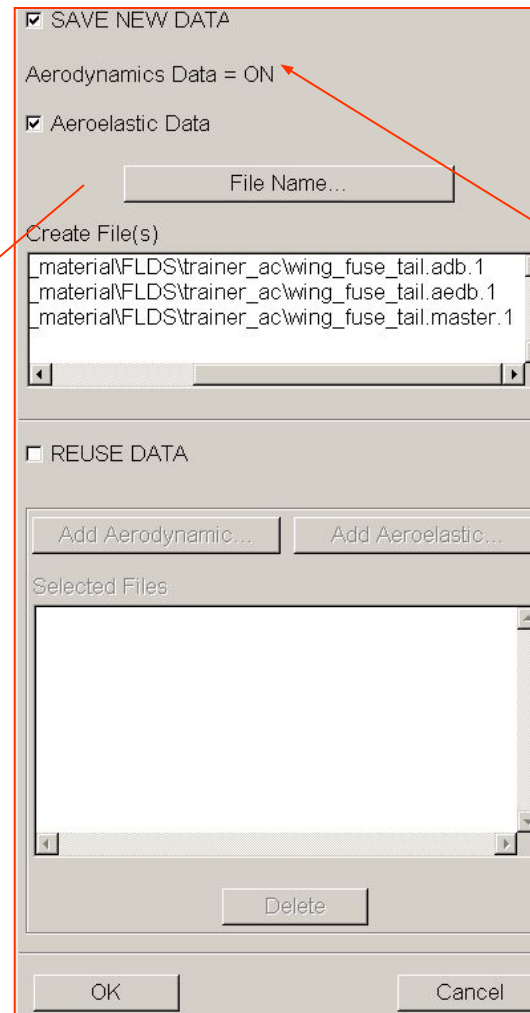 SAVE NEW DATA
Aerodynamics Data = ON
Aeroelastic Data
File Name...
Create File(s)
_material\FLDS\trainer_ac\wing_fuse_tail.adb.1
_material\FLDS\trainer_ac\wing_fuse_tail.aedb.1
_material\FLDS\trainer_ac\wing_fuse_tail.master.1
REUSE DATA
Add Aerodynamic... Add Aeroelastic...
Selected Files
Delete
OK Cancel